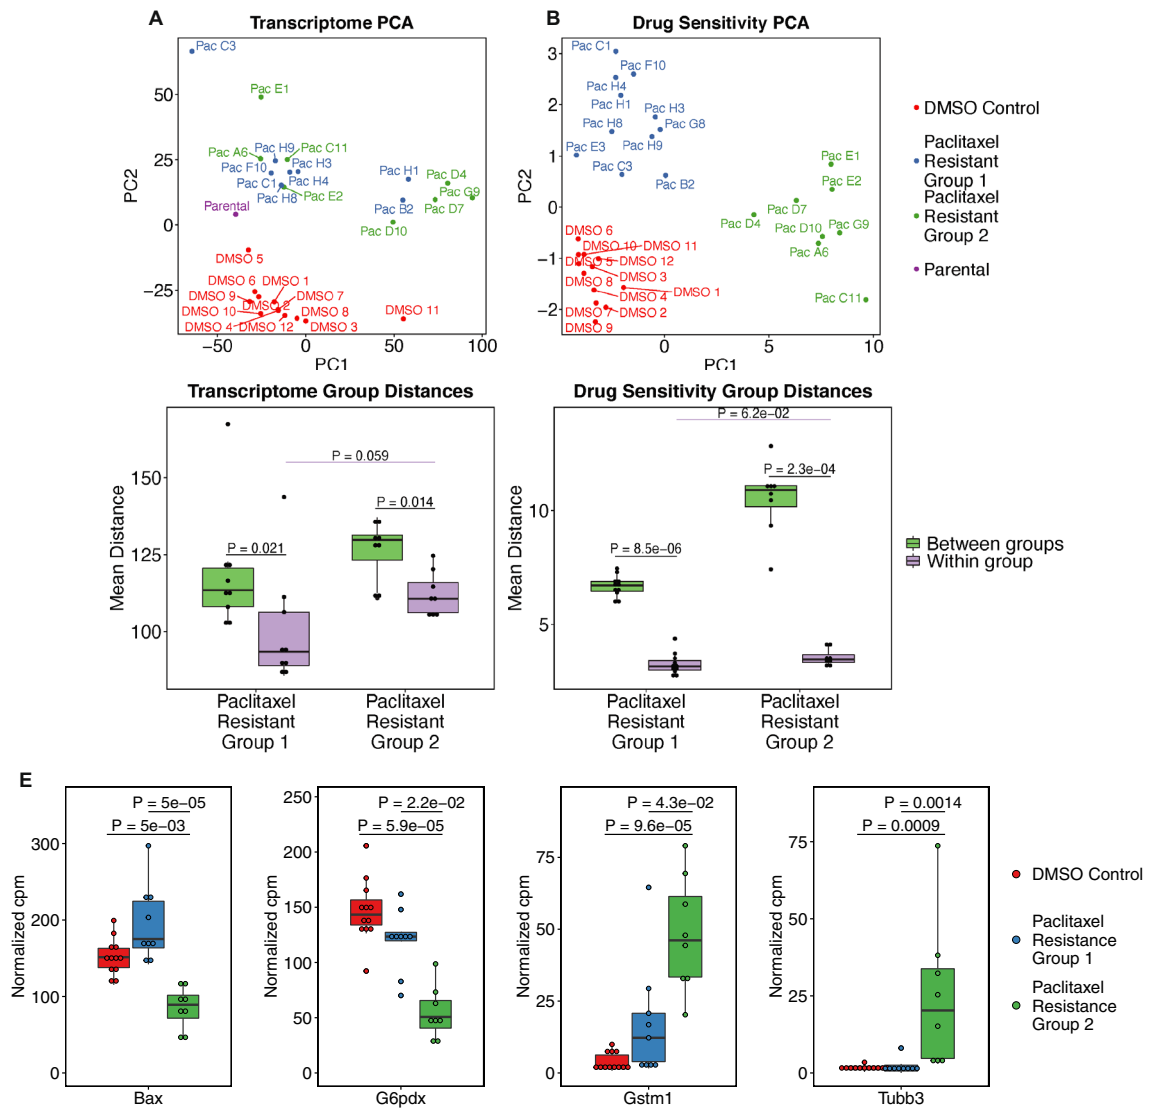 A
Transcriptome PCA
PC2
50
25
0
−25
Pac C3
Pac E1
Pac A6
Pac H9
Pac C11
Pac F10
Pac H3
Pac C1
Pac H4
Pac H8
Pac E2
Parental
Pac H1
Pac D4
Pac G9
Pac B2
Pac D7
Pac D10
DMSO 5
DMSO 6
DMSO 1
DMSO 9
DMSO 2
DMSO 7
DMSO 10
DMSO 8
DMSO 11
DMSO 4
DMSO 12
DMSO 3
−50
0
50
100
PC1
B
Drug Sensitivity PCA
PC2
3
2
1
0
−1
−2
Pac C1
Pac F10
Pac H4
Pac H1
Pac H3
Pac H8
Pac G8
Pac E3
Pac H9
Pac C3
Pac B2
Pac E1
Pac E2
Pac D7
Pac D4
Pac D10
Pac G9
Pac A6
Pac C11
DMSO 6
DMSO 10
DMSO 11
DMSO 5
DMSO 12
DMSO 3
DMSO 8
DMSO 1
DMSO 4
DMSO
DMSO 2
DMSO 9
0
5
10
PC1
DMSO Control
Paclitaxel
Resistant
Group 1
Paclitaxel
Resistant
Group 2
Parental
Transcriptome Group Distances
Mean Distance
150
125
100
P = 0.059
P = 0.014
P = 0.021
Paclitaxel
Resistant
Group 1
Paclitaxel
Resistant
Group 2
Drug Sensitivity Group Distances
Mean Distance
10
5
P = 6.2e−02
P = 2.3e−04
P = 8.5e−06
Paclitaxel
Resistant
Group 1
Paclitaxel
Resistant
Group 2
Between groups
Within group
E
Normalized cpm
300
200
100
0
P = 5e−05
P = 5e−03
Bax
Normalized cpm
250
200
150
100
50
0
P = 2.2e−02
P = 5.9e−05
G6pdx
Normalized cpm
75
50
25
0
P = 4.3e−02
P = 9.6e−05
Gstm1
Normalized cpm
75
50
25
0
P = 0.0014
P = 0.0009
Tubb3
DMSO Control
Paclitaxel
Resistance
Group 1
Paclitaxel
Resistance
Group 2